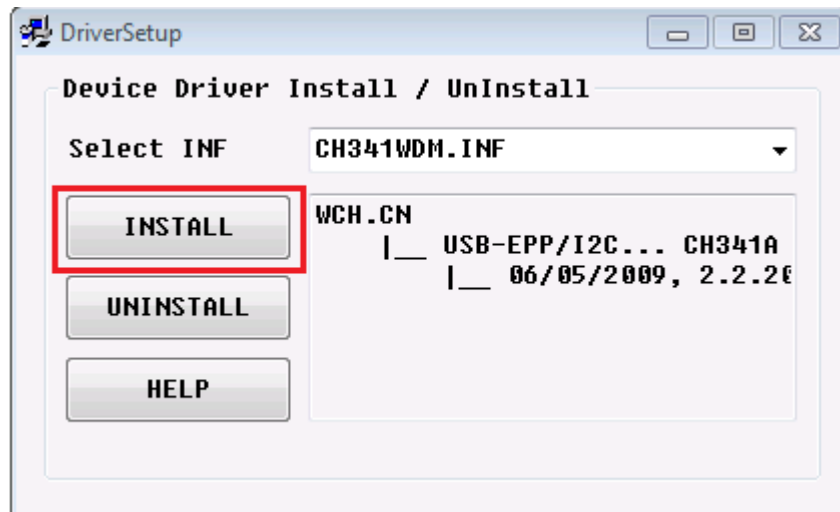 DriverSetup
Device Driver Install / UnInstall
Select INF
CH341WDM.INF
INSTALL
WCH.CN
|__ USB-EPP/I2C... CH341A
|__ 06/05/2009, 2.2.20
UNINSTALL
HELP